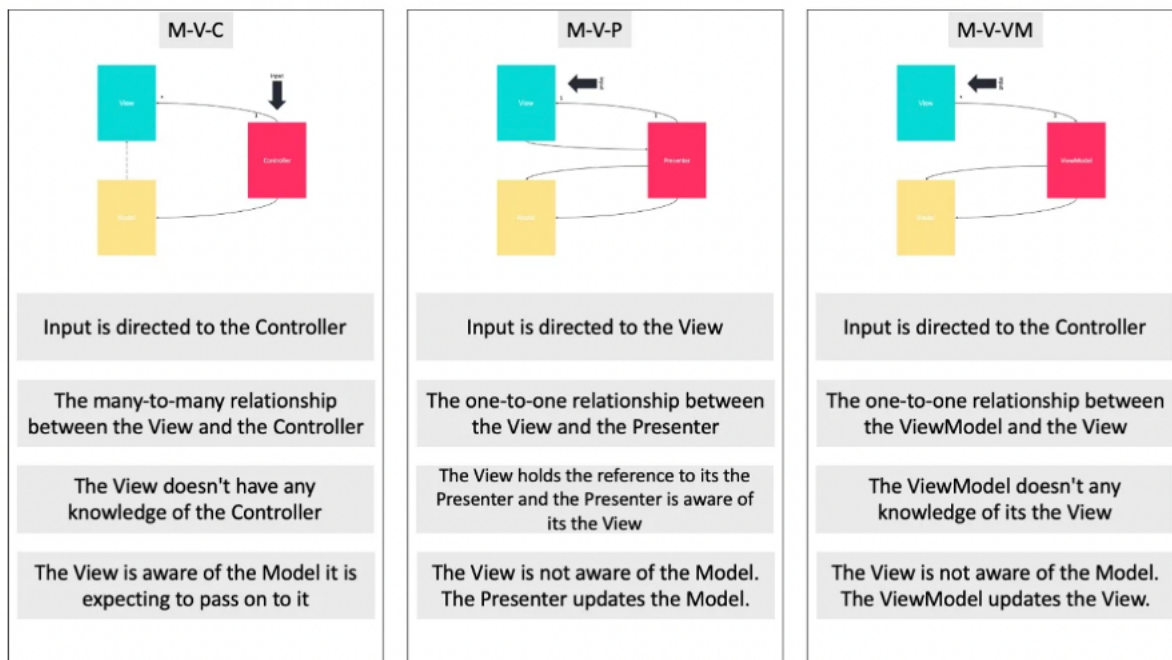 M-V-C
Input
View
Controller
Model
Input is directed to the Controller
The many-to-many relationship
between the View and the Controller
The View doesn't have any
knowledge of the Controller
The View is aware of the Model it is
expecting to pass on to it
M-V-P
View
Presenter
Input is directed to the View
The one-to-one relationship between
the View and the Presenter
The View holds the reference to its the
Presenter and the Presenter is aware of
its the View
The View is not aware of the Model.
The Presenter updates the Model.
M-V-VM
View
ViewModel
Input is directed to the Controller
The one-to-one relationship between
the ViewModel and the View
The ViewModel doesn't any
knowledge of its the View
The View is not aware of the Model.
The ViewModel updates the View.